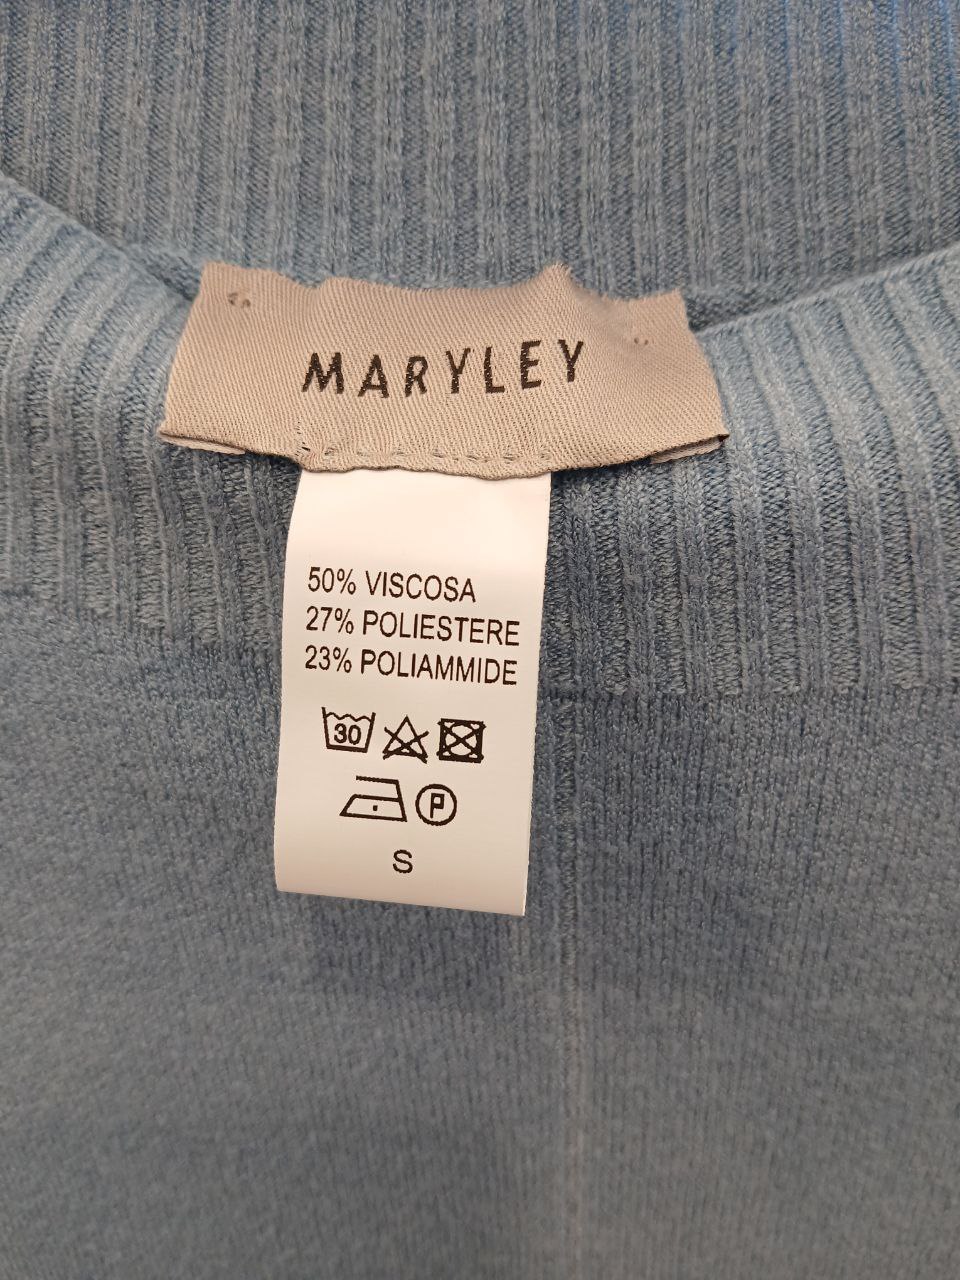 MARYLEY
50% VISCOSA
27% POLIESTERE
23% POLIAMMIDE
30
P
S